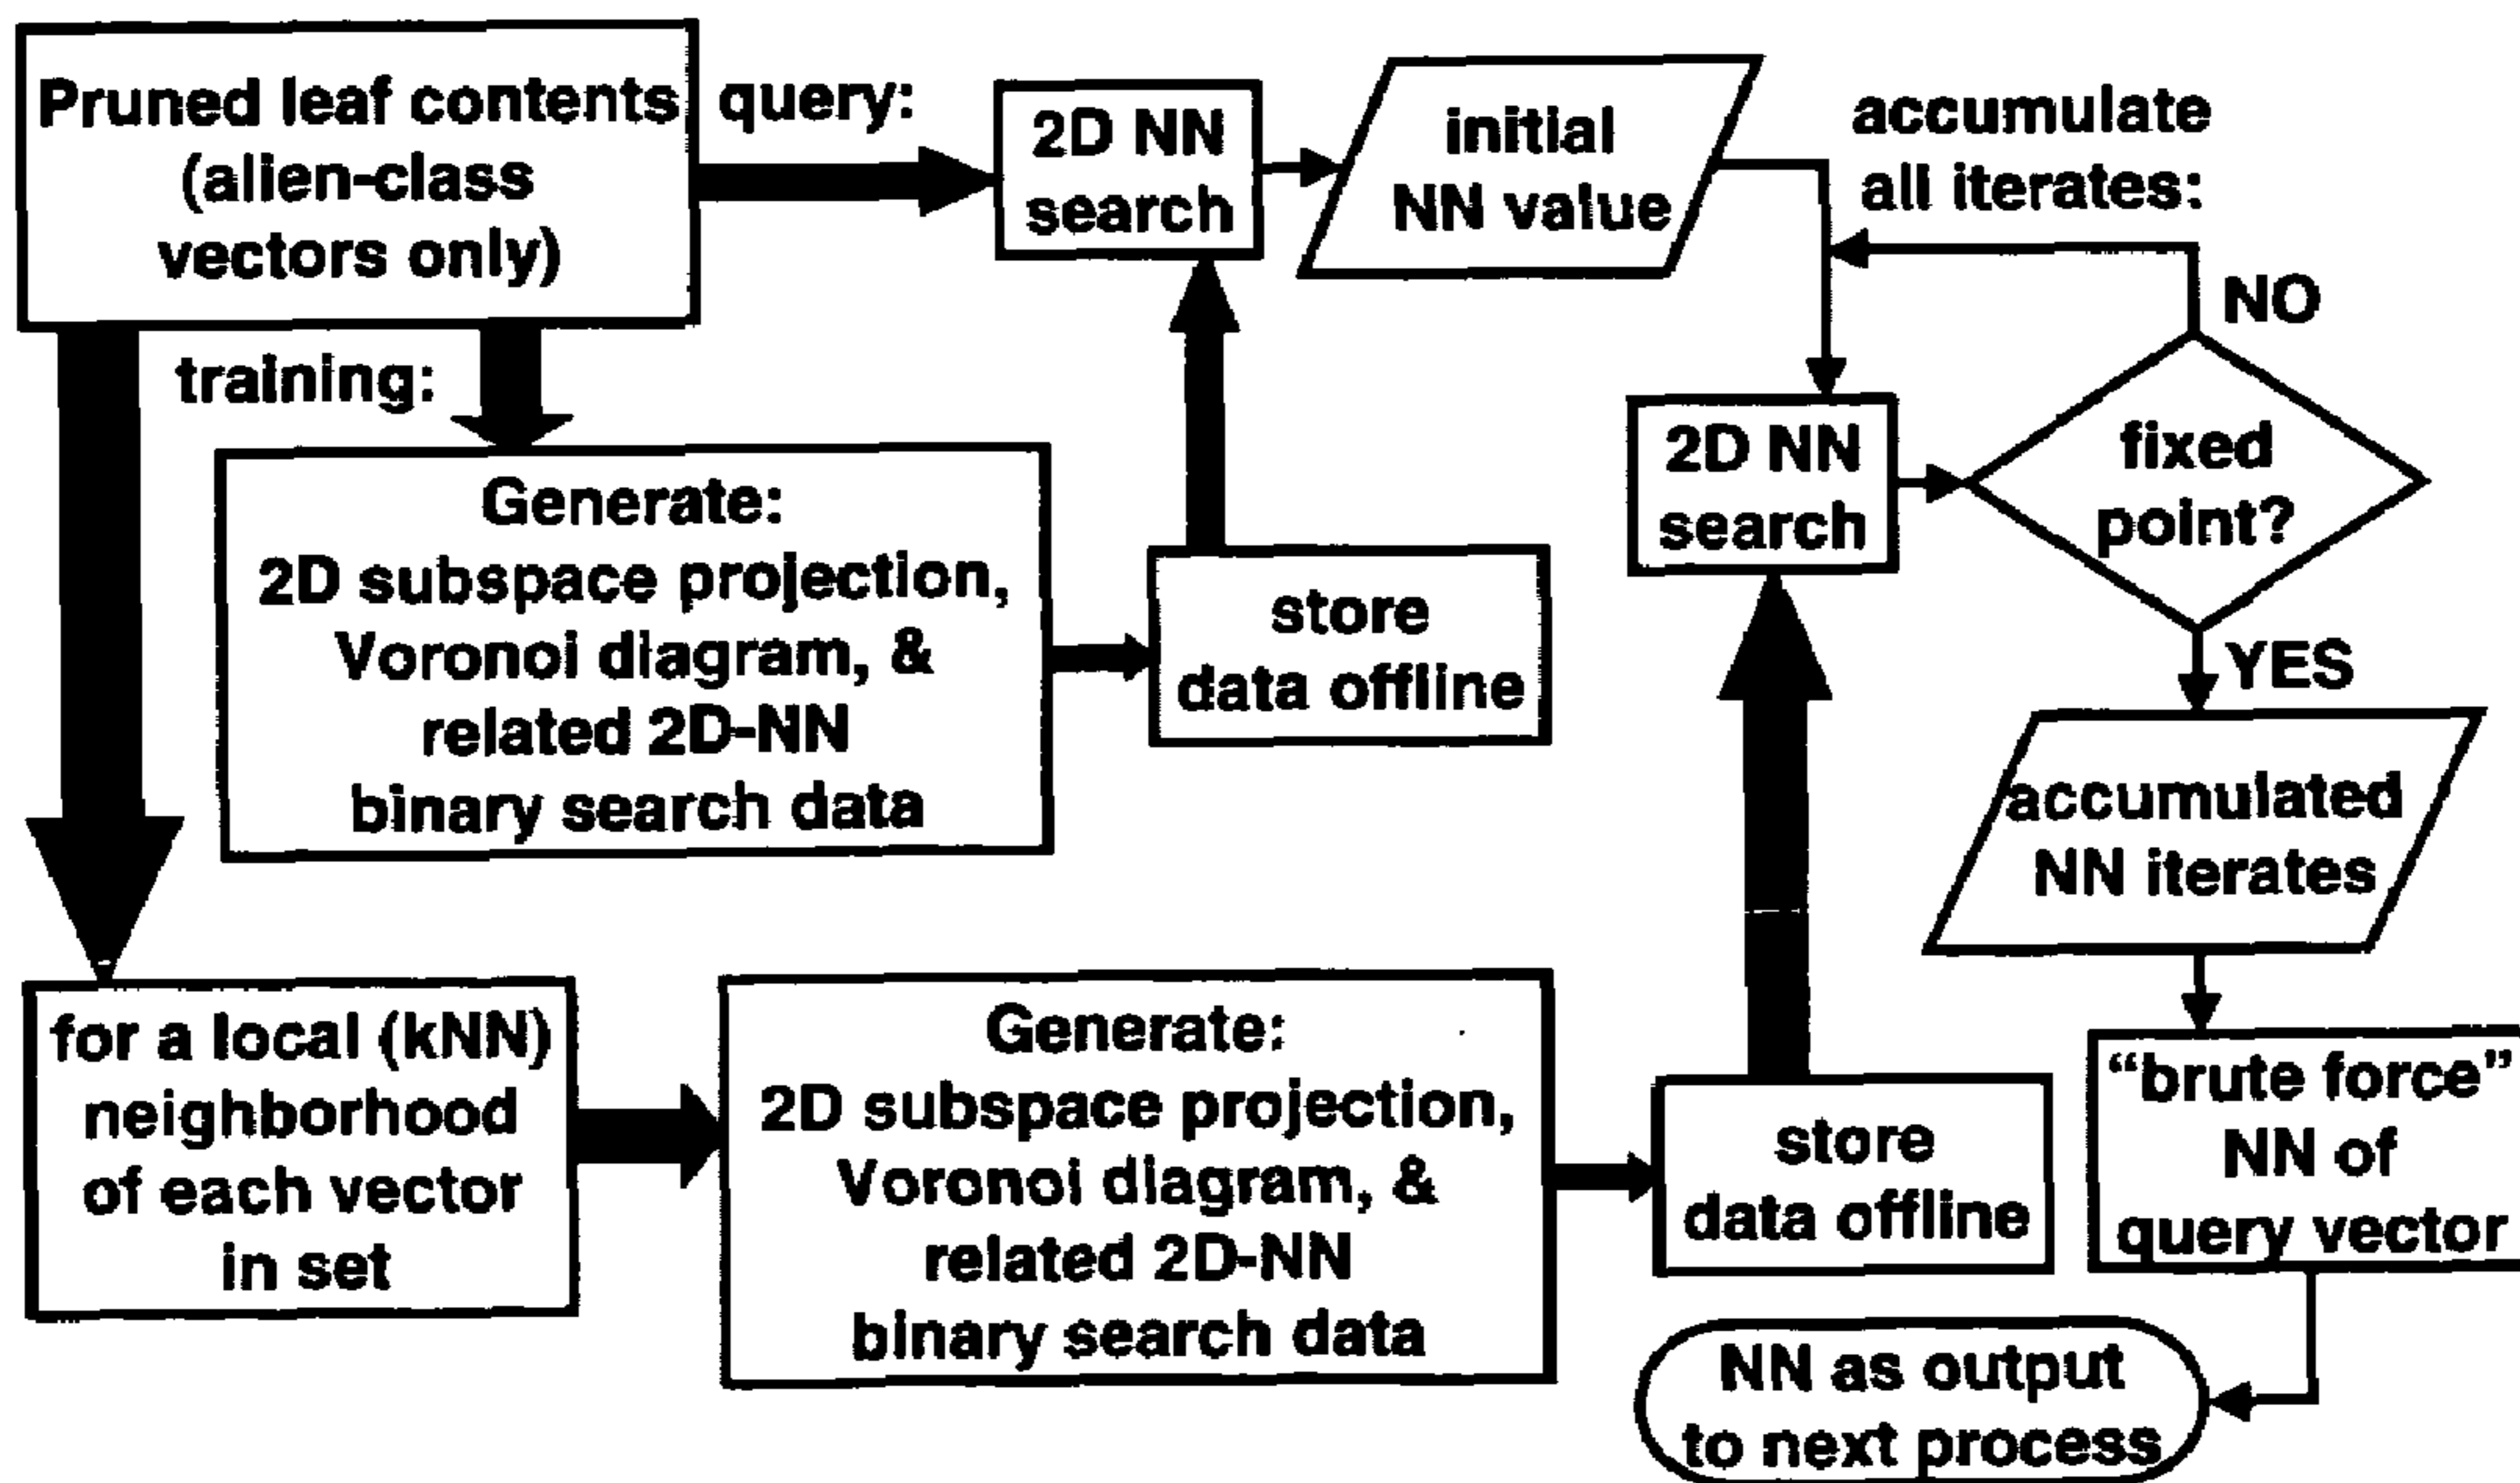 Pruned leaf contents
(alien-class
vectors only)
query:
2D NN
search
initial
NN value
accumulate
all iterates:
NO
training:
Generate:
2D subspace projection,
Voronoi diagram, &
related 2D-NN
binary search data
store
data offline
2D NN
search
fixed
point?
YES
accumulated
NN iterates
for a local (kNN)
neighborhood
of each vector
in set
Generate:
2D subspace projection,
Voronoi diagram, &
related 2D-NN
binary search data
store
data offline
“brute force”
NN of
query vector
NN as output
to next process